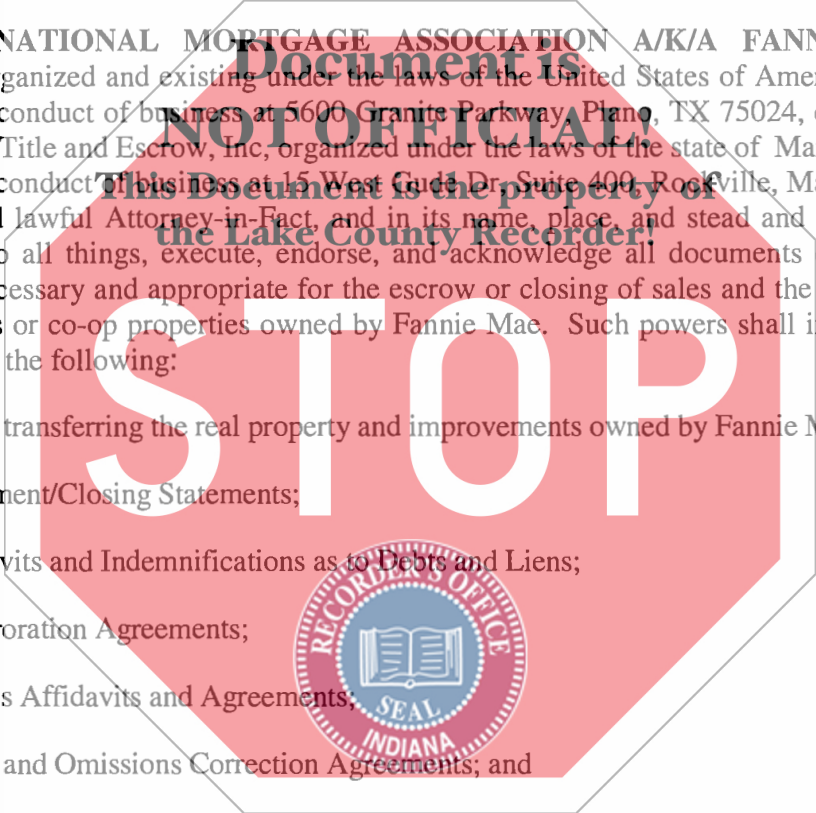 NATIONAL MORTGAGE ASSOCIATION A/K/A FANN
Document is
ganized and existing under the laws of the United States of Amer
conduct of business at 5600 Granite Parkway, Plano, TX 75024,
NOT OFFICIAL!
Title and Escrow, Inc, organized under the laws of the state of Ma
conduct of business at 15 West Gude Dr, Suite 400, Rockville, Ma
This Document is the property of
lawful Attorney-in-Fact, and in its name, place, and stead and
the Lake County Recorder!
all things, execute, endorse, and acknowledge all documents
cessary and appropriate for the escrow or closing of sales and the
s or co-op properties owned by Fannie Mae. Such powers shall in
the following:
STOP
transferring the real property and improvements owned by Fannie M
ment/Closing Statements;
vits and Indemnifications as to Debts and Liens;
RECORDER'S OFFICE
oration Agreements;
s Affidavits and Agreements;
SEAL
INDIANA
and Omissions Correction Agreements; and